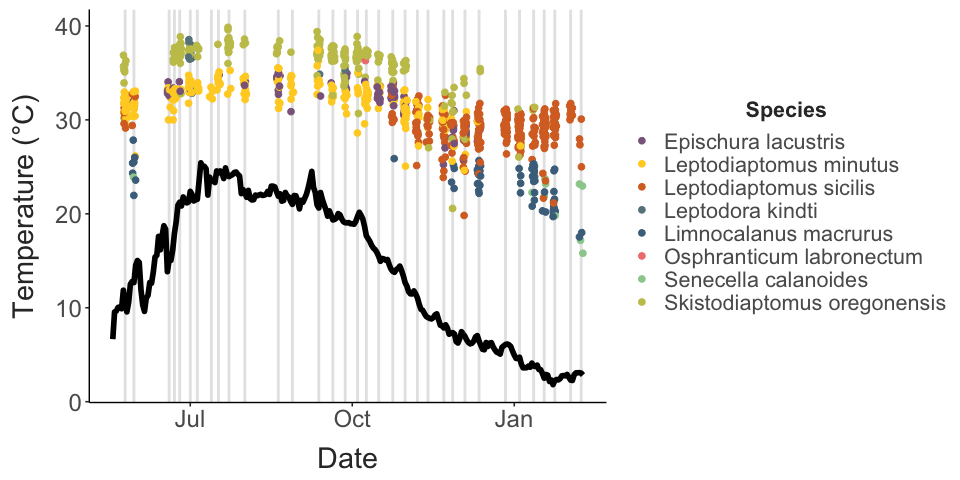 40
30
20
10
0
Temperature (°C)
Jul
Oct
Jan
Date
Species
Epischura lacustris
Leptodiaptomus minutus
Leptodiaptomus sicilis
Leptodora kindti
Limnocalanus macrurus
Osphranticum labronectum
Senecella calanoides
Skistodiaptomus oregonensis